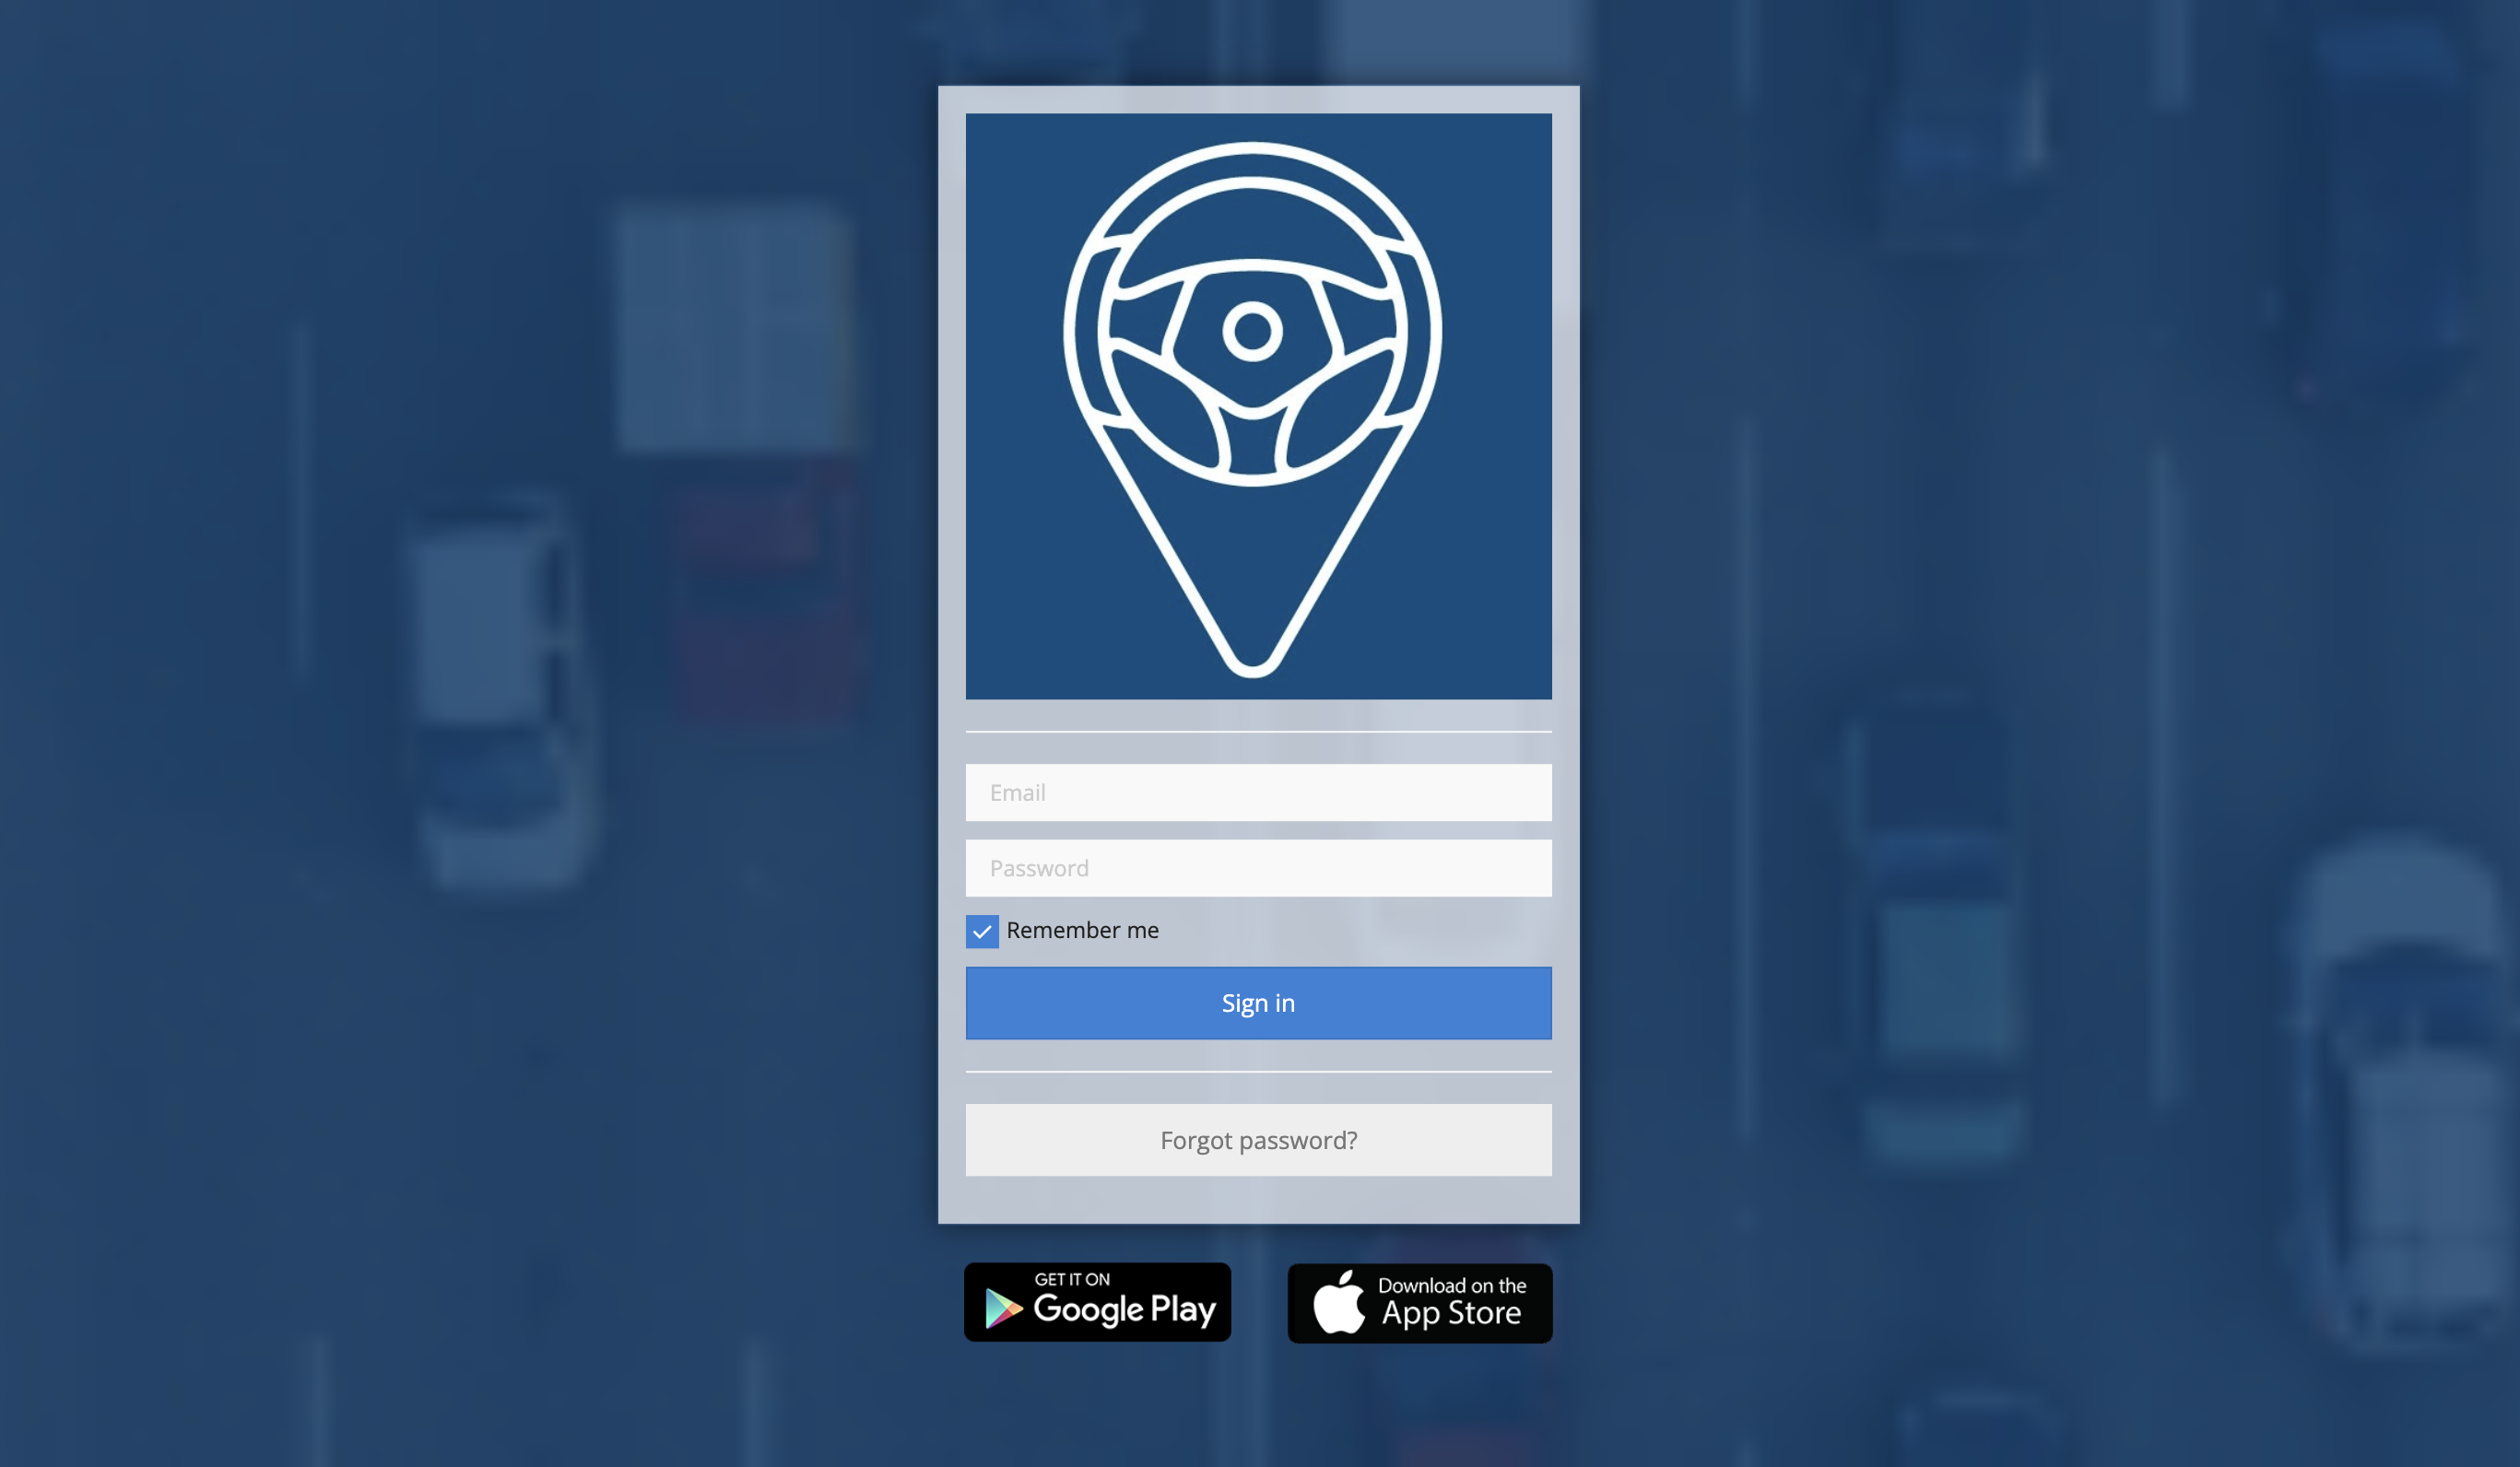 Email
Password
Remember me
Sign in
Forgot password?
GET IT ON
Google Play
Download on the
App Store